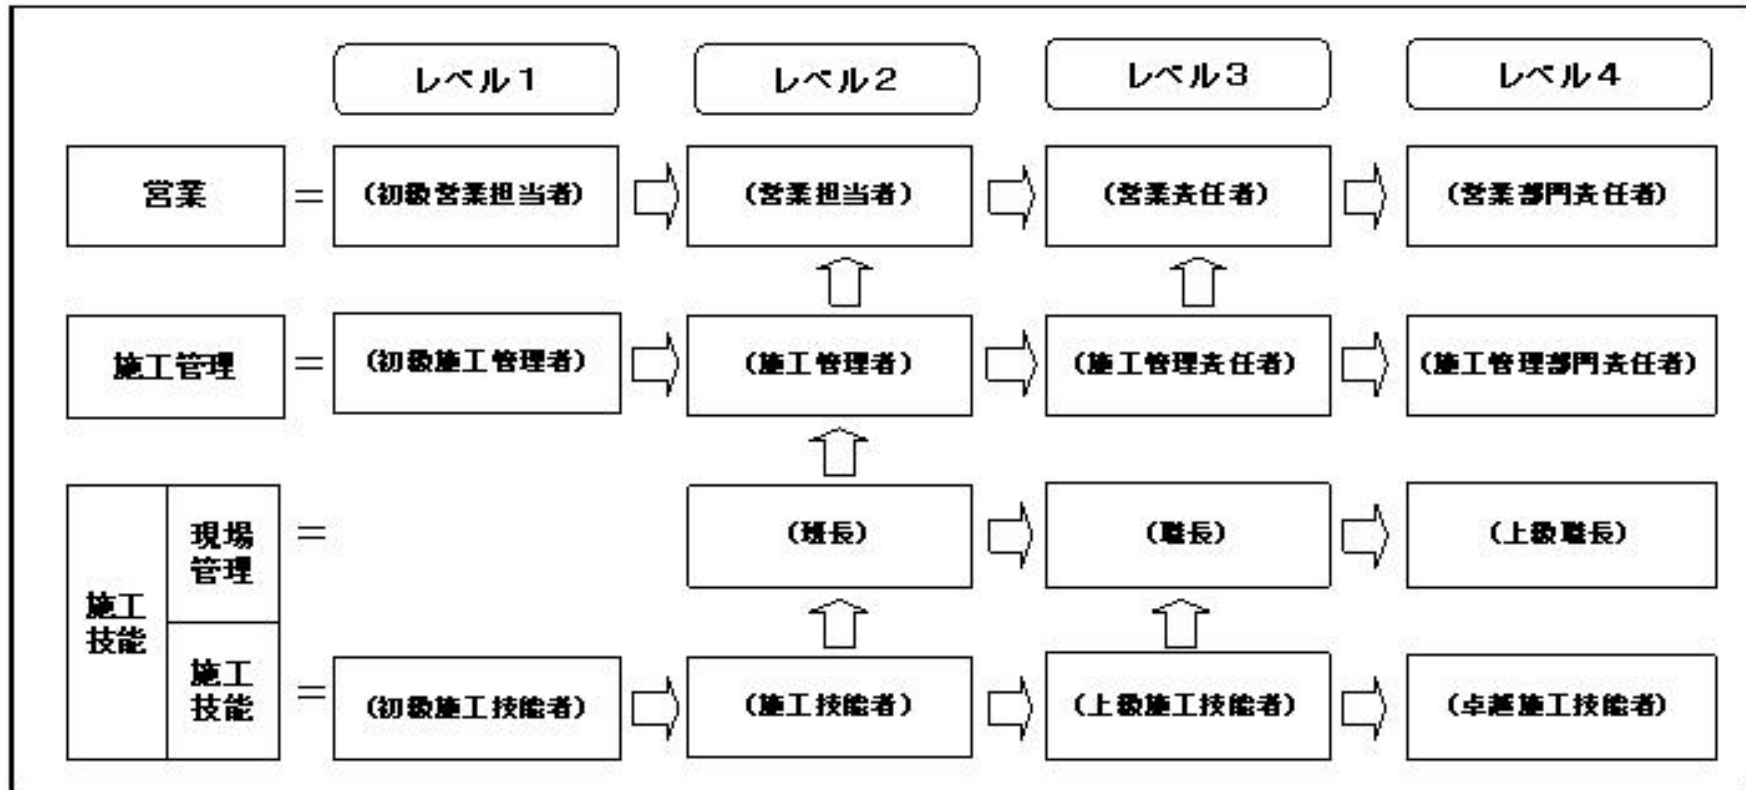 レベル1
レベル2
レベル3
レベル4
営業
=
(初級営業担当者)
(営業担当者)
(営業責任者)
(営業部門責任者)
施工管理
=
(初級施工管理者)
(施工管理者)
(施工管理責任者)
(施工管理部門責任者)
施工
技能
現場
管理
=
(班長)
(職長)
(上級職長)
施工
技能
=
(初級施工技能者)
(施工技能者)
(上級施工技能者)
(卓越施工技能者)